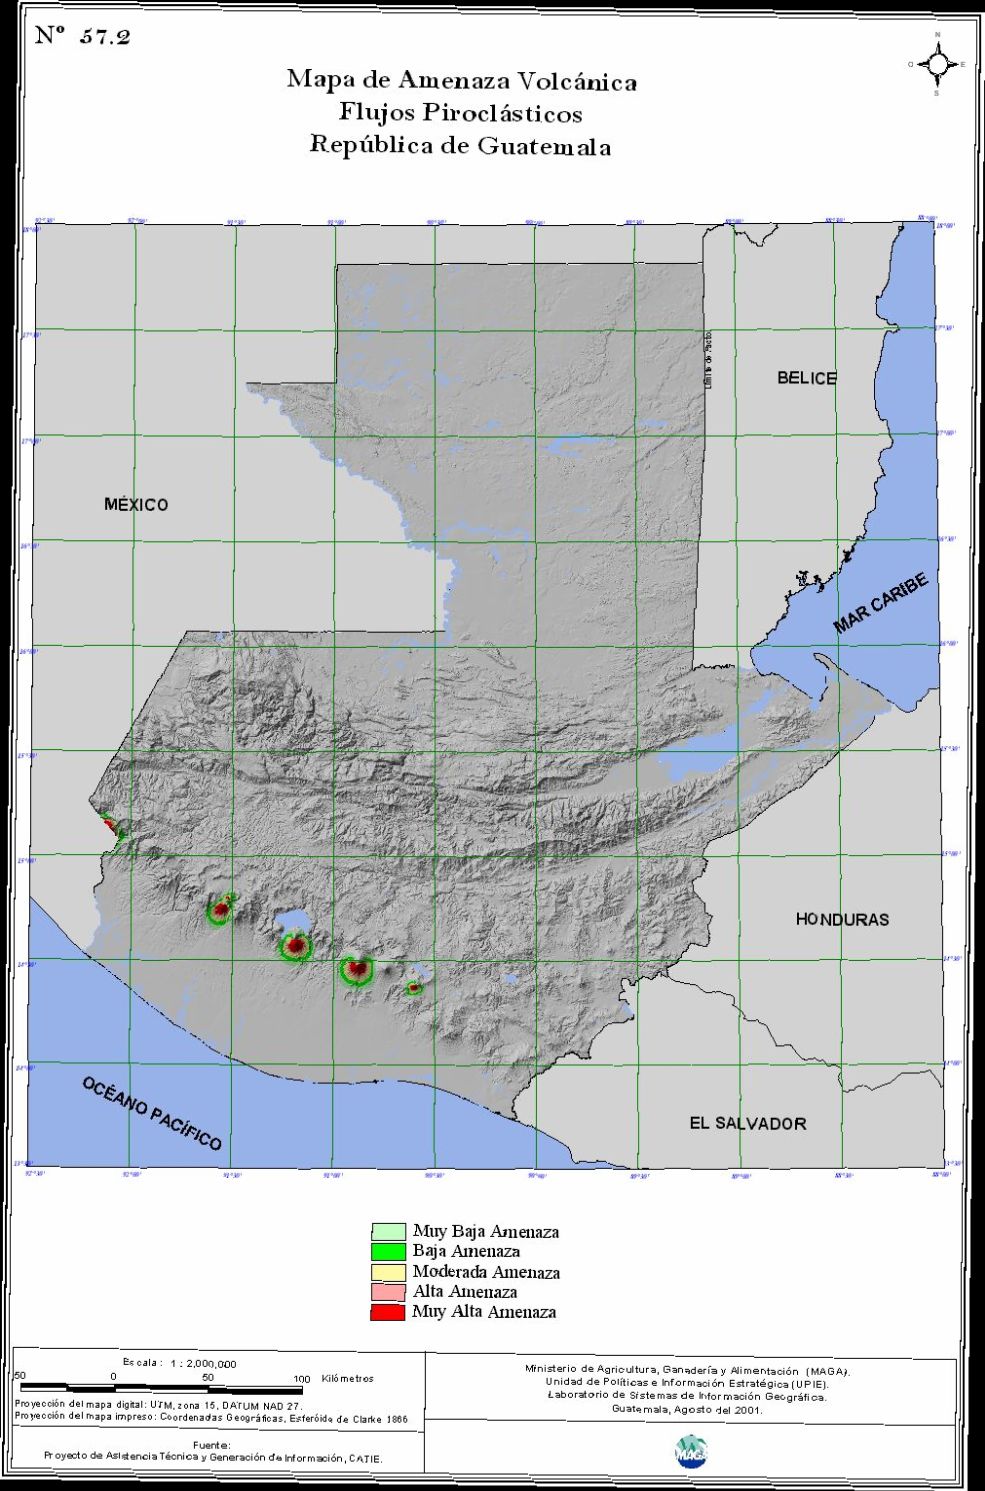 Nº 57.2
N
O E
S
Mapa de Amenaza Volcánica
Flujos Piroclásticos
República de Guatemala
Límite de Facto
BELICE
MÉXICO
MAR CARIBE
HONDURAS
OCÉANO PACÍFICO
EL SALVADOR
Muy Baja Amenaza
Baja Amenaza
Moderada Amenaza
Alta Amenaza
Muy Alta Amenaza
Escala: 1 : 2,000,000
50 0 50 100 Kilómetros
Proyección del mapa digital: UTM, zona 15, DATUM NAD 27.
Proyección del mapa impreso: Coordenadas Geográficas, Esferóide de Clarke 1866
Fuente:
Proyecto de Asistencia Técnica y Generación de Información, CATIE.
Ministerio de Agricultura, Ganadería y Alimentación (MAGA).
Unidad de Políticas e Información Estratégica (UPIE).
Laboratorio de Sistemas de Información Geográfica.
Guatemala, Agosto del 2001.
MAGA